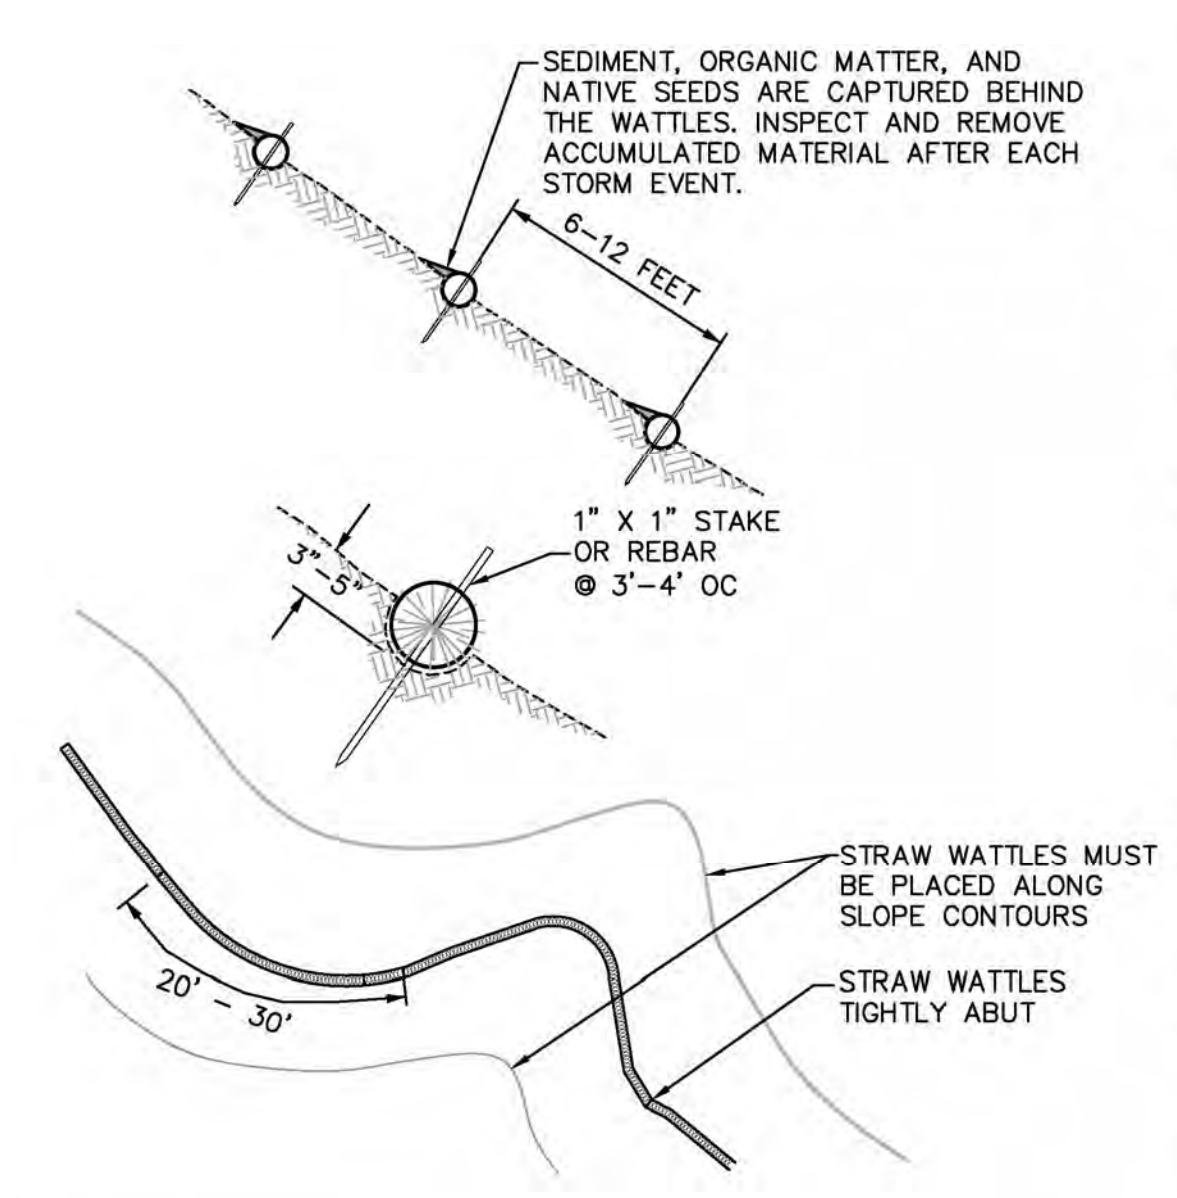 SEDIMENT, ORGANIC MATTER, AND
NATIVE SEEDS ARE CAPTURED BEHIND
THE WATTLES. INSPECT AND REMOVE
ACCUMULATED MATERIAL AFTER EACH
STORM EVENT.
6-12 FEET
1" X 1" STAKE
OR REBAR
@ 3'-4' OC
3"-5"
STRAW WATTLES MUST
BE PLACED ALONG
SLOPE CONTOURS
STRAW WATTLES
TIGHTLY ABUT
20' - 30'